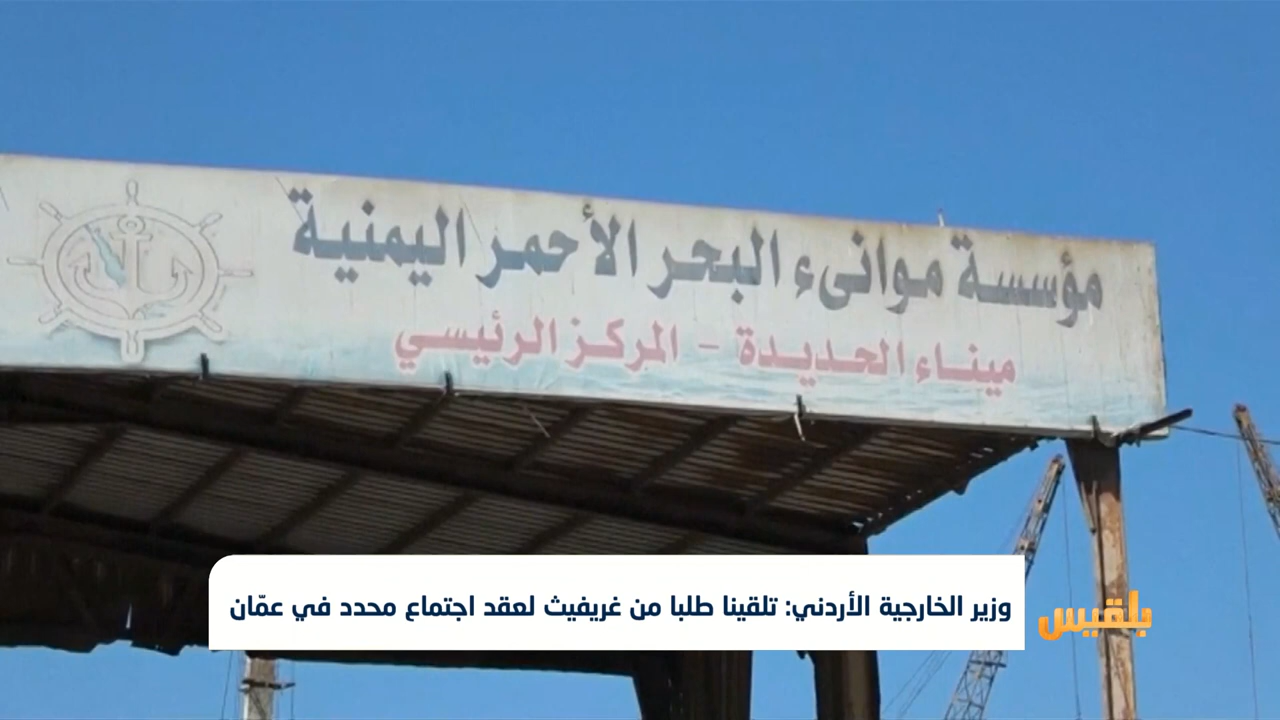 مؤسسة موانىء البحر الأحمر اليمنية
ميناء الحديدة - المركز الرئيسي
وزير الخارجية الأردني: تلقينا طلبا من غريفيث لعقد اجتماع محدد في عمّان
بلقيس